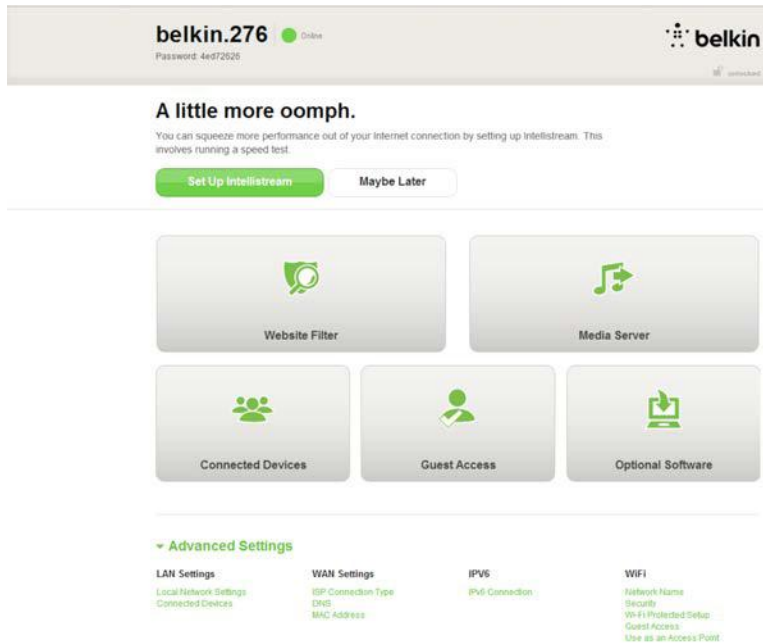 belkin.276
Online
belkin
Password: 4ed72626
A little more oomph.
You can squeeze more performance out of your internet connection by setting up Intellistream. This
involves running a speed test.
Set Up Intellistream
Maybe Later
Website Filter
Media Server
Connected Devices
Guest Access
Optional Software
Advanced Settings
LAN Settings
Local Network Settings
Connected Devices
WAN Settings
ISP Connection Type
DNS
MAC Address
IPV6
IPv6 Connection
WiFi
Network Name
Security
Wi-Fi Protected Setup
Guest Access
Use as an Access Point